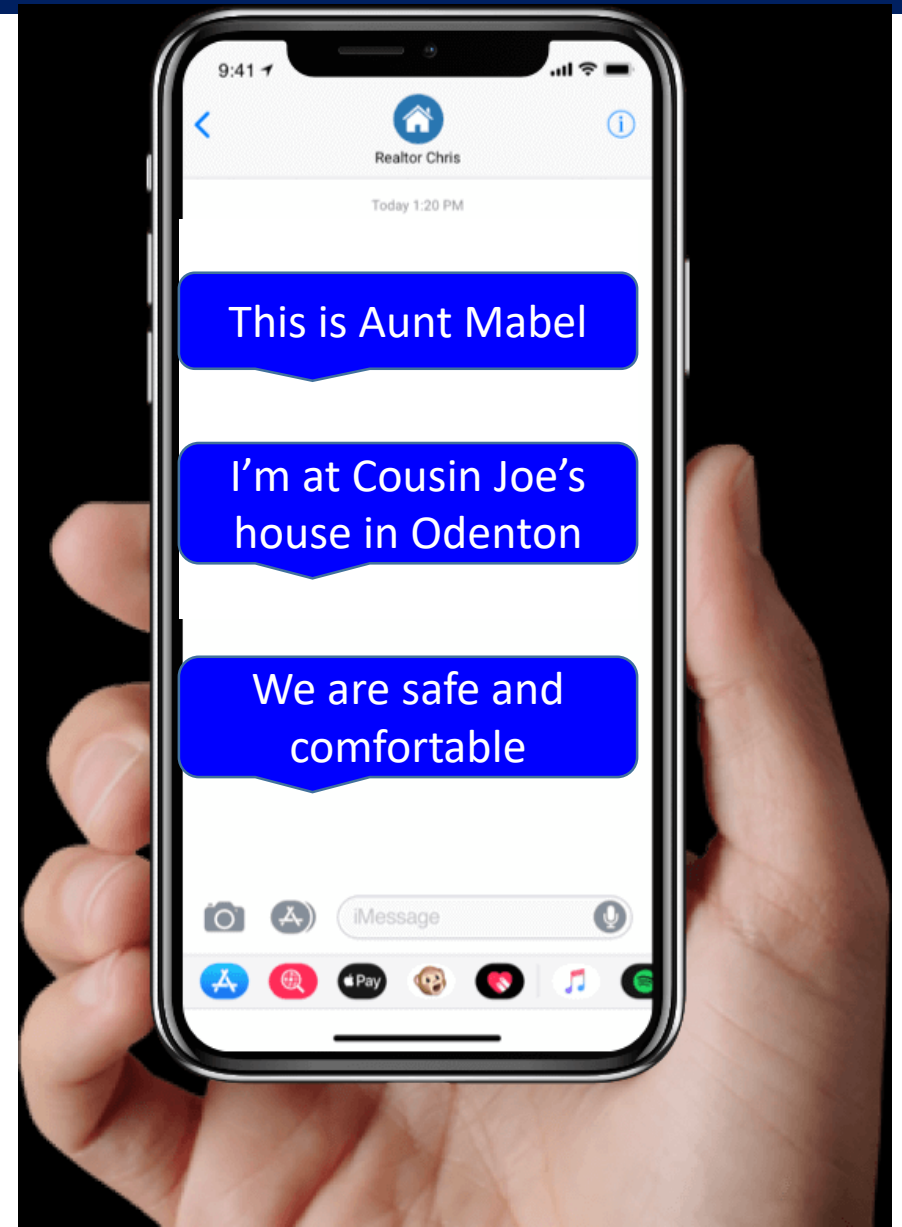 9:41
Realtor Chris
Today 1:20 PM
This is Aunt Mabel
I’m at Cousin Joe’s
house in Odenton
We are safe and
comfortable
iMessage
Pay